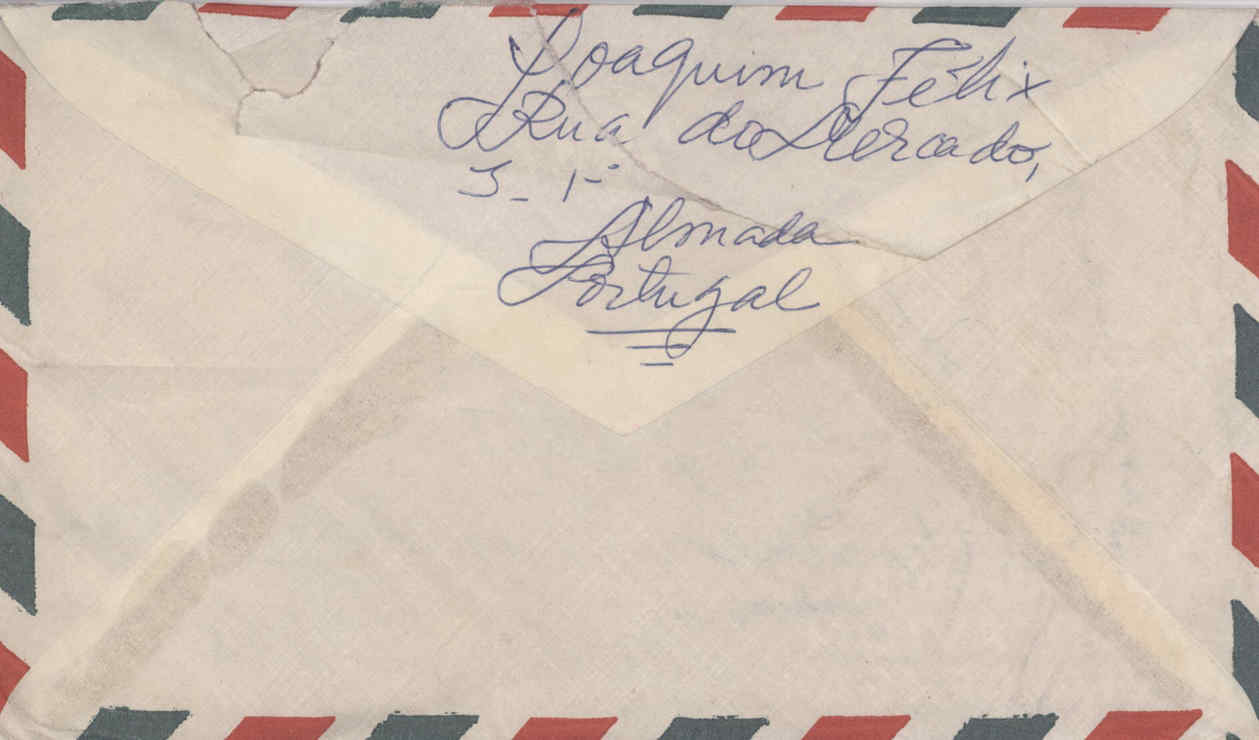 Joaquim Félix
Rua do Mercado,
5-1º
Almada
Portugal